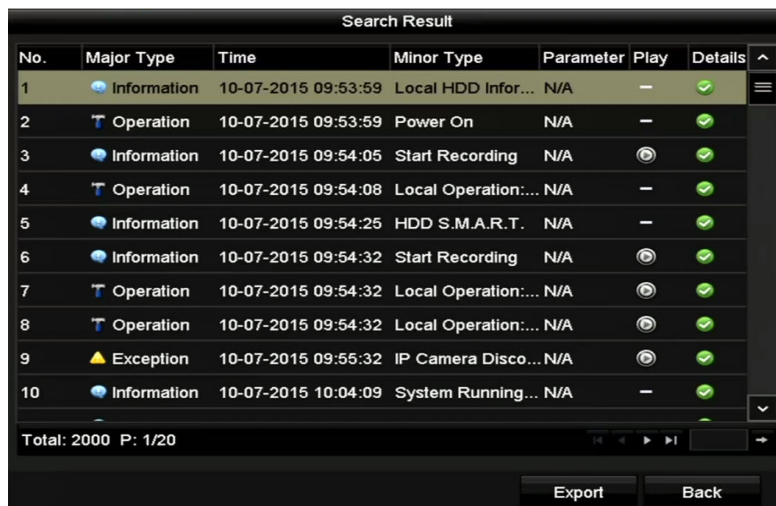 Search Result
No. Major Type Time Minor Type Parameter Play Details
1 Information 10-07-2015 09:53:59 Local HDD Infor... N/A
2 Operation 10-07-2015 09:53:59 Power On N/A
3 Information 10-07-2015 09:54:05 Start Recording N/A
4 Operation 10-07-2015 09:54:08 Local Operation:... N/A
5 Information 10-07-2015 09:54:25 HDD S.M.A.R.T. N/A
6 Information 10-07-2015 09:54:32 Start Recording N/A
7 Operation 10-07-2015 09:54:32 Local Operation:... N/A
8 Operation 10-07-2015 09:54:32 Local Operation:... N/A
9 Exception 10-07-2015 09:55:32 IP Camera Disco... N/A
10 Information 10-07-2015 10:04:09 System Running... N/A
Total: 2000 P: 1/20
Export Back